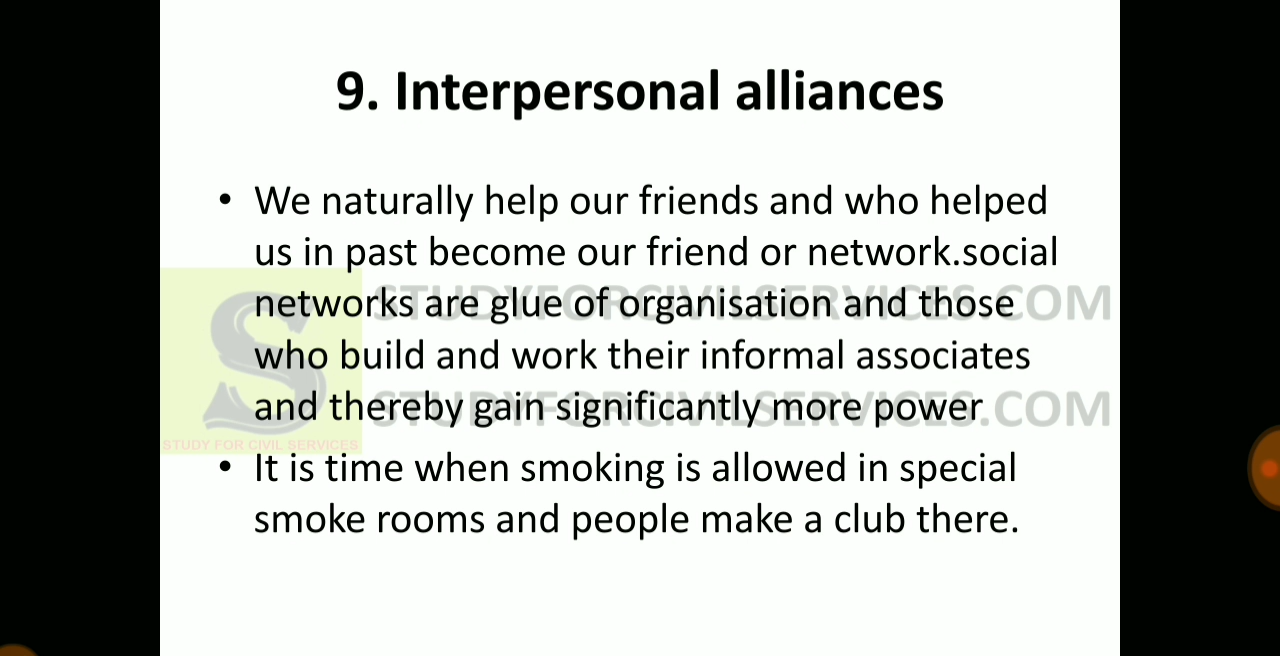 9. Interpersonal alliances
• We naturally help our friends and who helped
us in past become our friend or network.social
networks are glue of organisation and those
who build and work their informal associates
and thereby gain significantly more power
• It is time when smoking is allowed in special
smoke rooms and people make a club there.
STUDYFORCIVILSERVICES.COM
STUDYFORCIVILSERVICES.COM
S
STUDY FOR CIVIL SERVICES